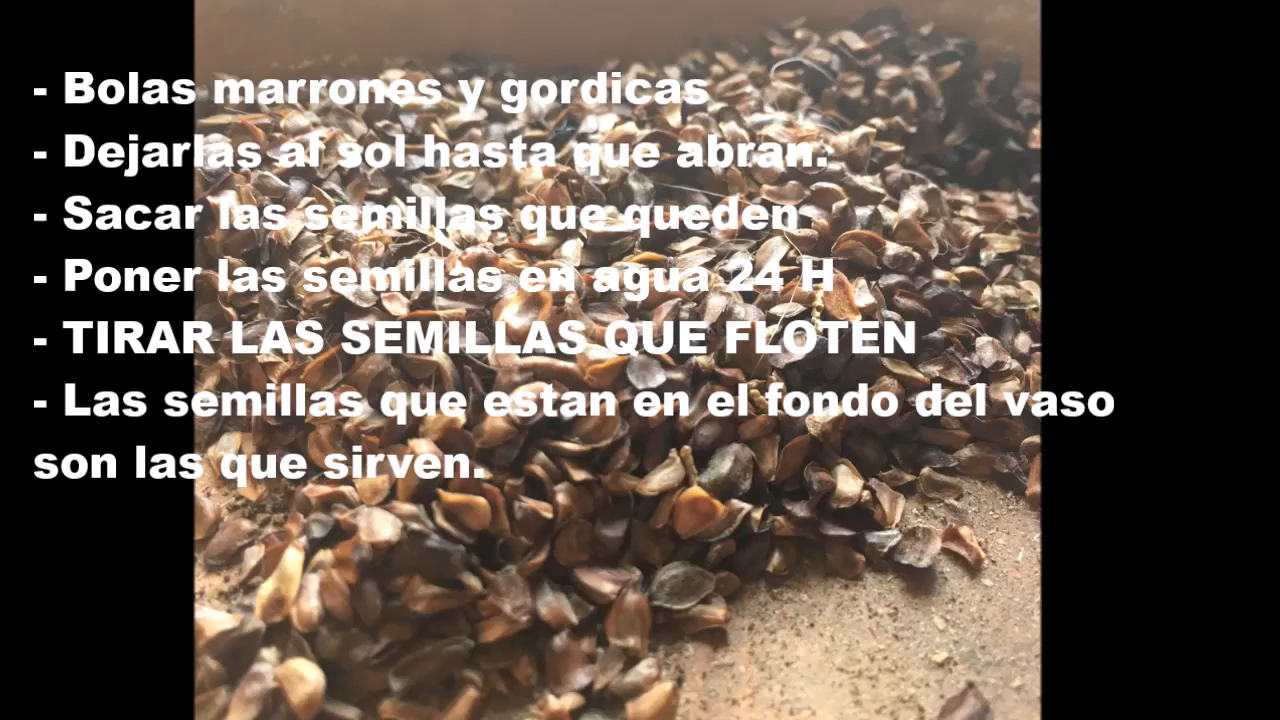 - Bolas marrones y gordicas
- Dejarlas al sol hasta que abran.
- Sacar las semillas que queden
- Poner las semillas en agua 24 H
- TIRAR LAS SEMILLAS QUE FLOTEN
- Las semillas que estan en el fondo del vaso
son las que sirven.